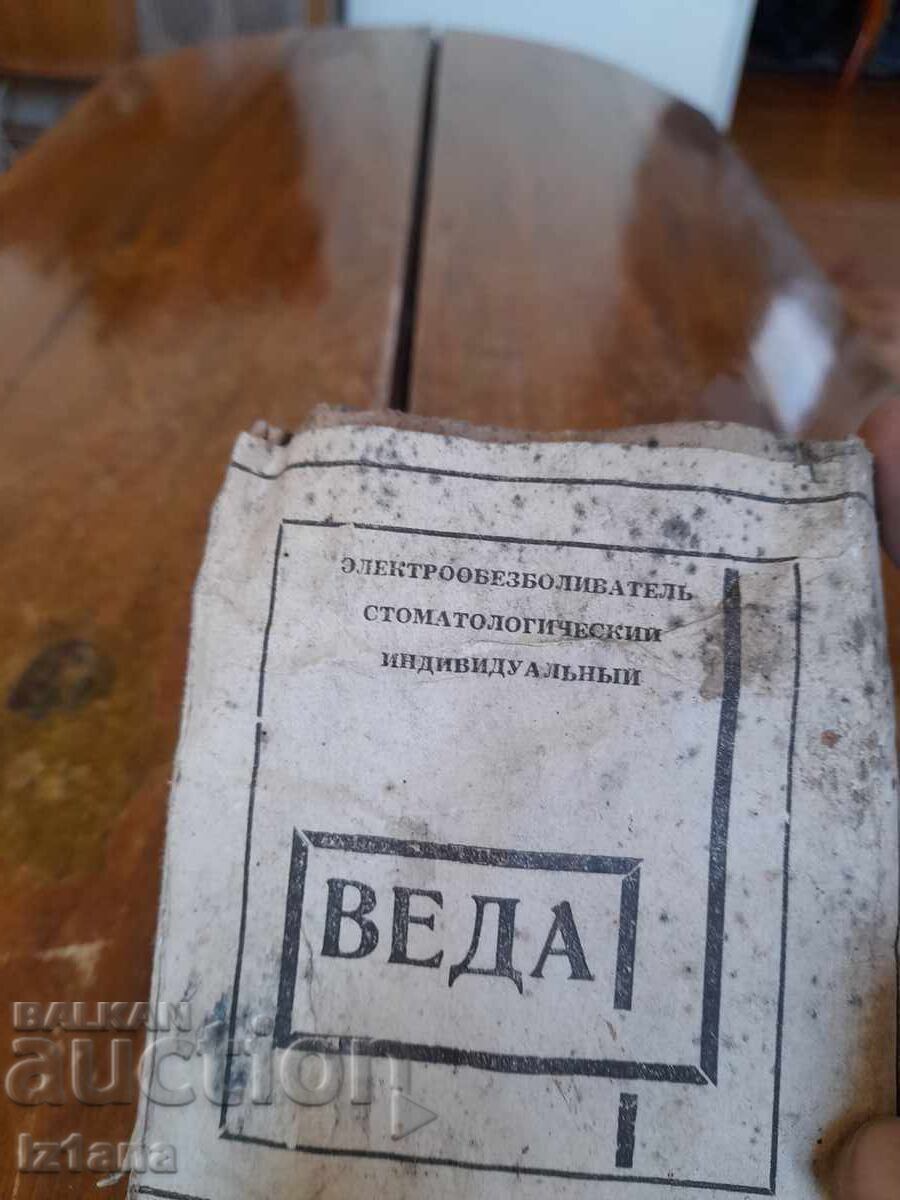 ЭЛЕКТРООБЕЗБОЛИВАТЕЛЬ
СТОМАТОЛОГИЧЕСКИЙ
ИНДИВИДУАЛЬНЫЙ
ВЕДА
BALKAN
auction
Iz1ana